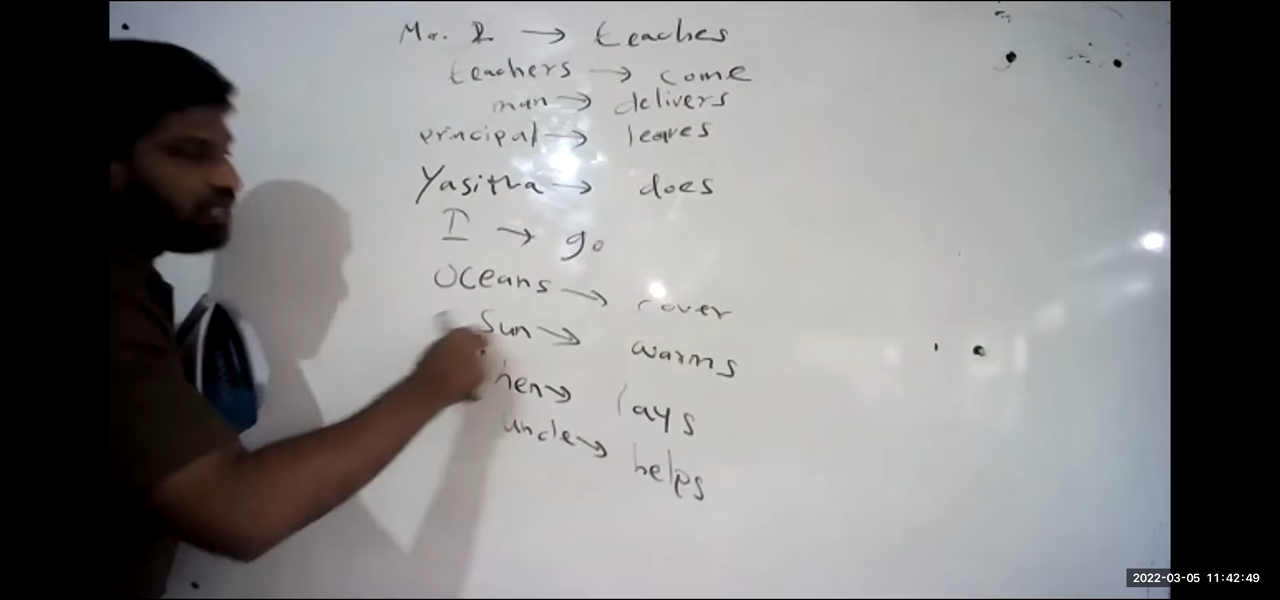 Mr. R → teaches
teachers → come
man → delivers
principal → leaves
Yasitha → does
I → go
Oceans → cover
Sun → warms
hen → lays
uncle → helps
2022-03-05 11:42:49